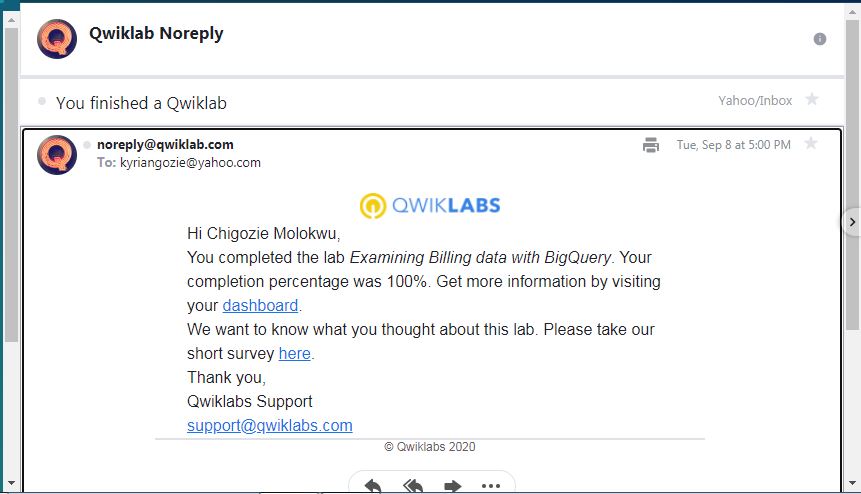 Qwiklab Noreply
You finished a Qwiklab
Yahoo/Inbox
noreply@qwiklab.com
Tue, Sep 8 at 5:00 PM
To: kyriangozie@yahoo.com
QWIKLABS
Hi Chigozie Molokwu,
You completed the lab Examining Billing data with BigQuery. Your
completion percentage was 100%. Get more information by visiting
your dashboard.
We want to know what you thought about this lab. Please take our
short survey here.
Thank you,
Qwiklabs Support
support@qwiklabs.com
© Qwiklabs 2020